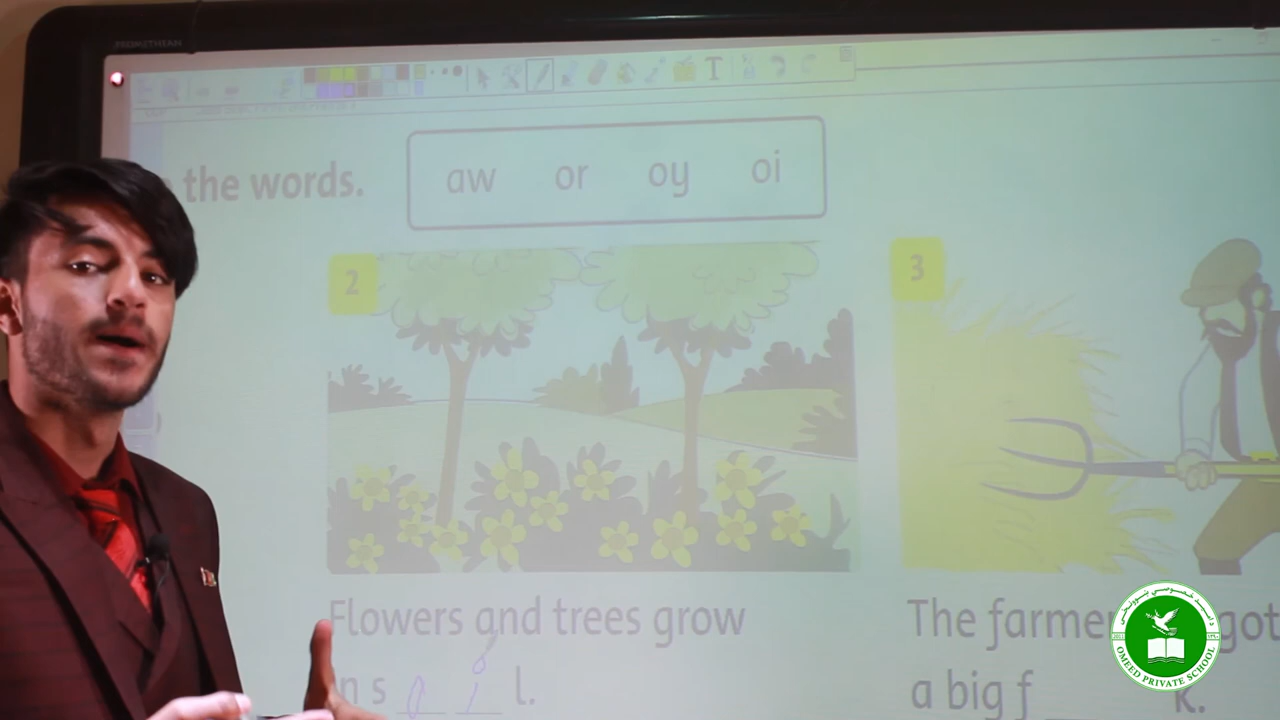 PROMETHEAN
the words.
aw or oy oi
2
3
Flowers and trees grow
in s o i l.
The farmer got
a big f _ _ k.
T
OMEED PRIVATE SCHOOL